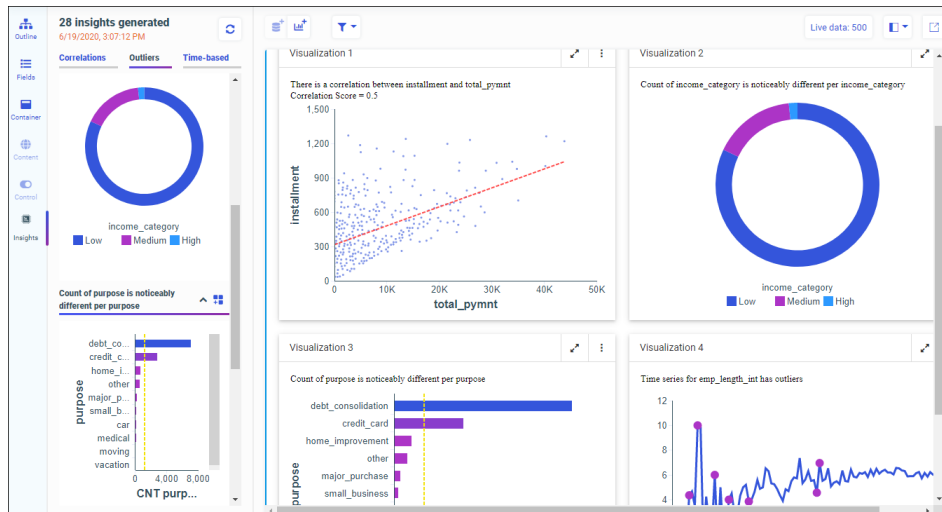 Outline
Fields
Container
Content
Control
Insights
28 insights generated
6/19/2020, 3:07:12 PM
Correlations Outliers Time-based
income_category
Low Medium High
Count of purpose is noticeably
different per purpose
purpose
debt_co...
credit_c...
home_i...
other
major_p...
small_b...
car
medical
moving
vacation
0 4,000 8,000
CNT purp...
Live data: 500
Visualization 1
There is a correlation between installment and total_pymnt
Correlation Score = 0.5
installment
1,500
1,200
900
600
300
0
0 10K 20K 30K 40K 50K
total_pymnt
Visualization 2
Count of income_category is noticeably different per income_category
income_category
Low Medium High
Visualization 3
Count of purpose is noticeably different per purpose
purpose
debt_consolidation
credit_card
home_improvement
other
major_purchase
small_business
Visualization 4
Time series for emp_length_int has outliers
12
10
8
6
4